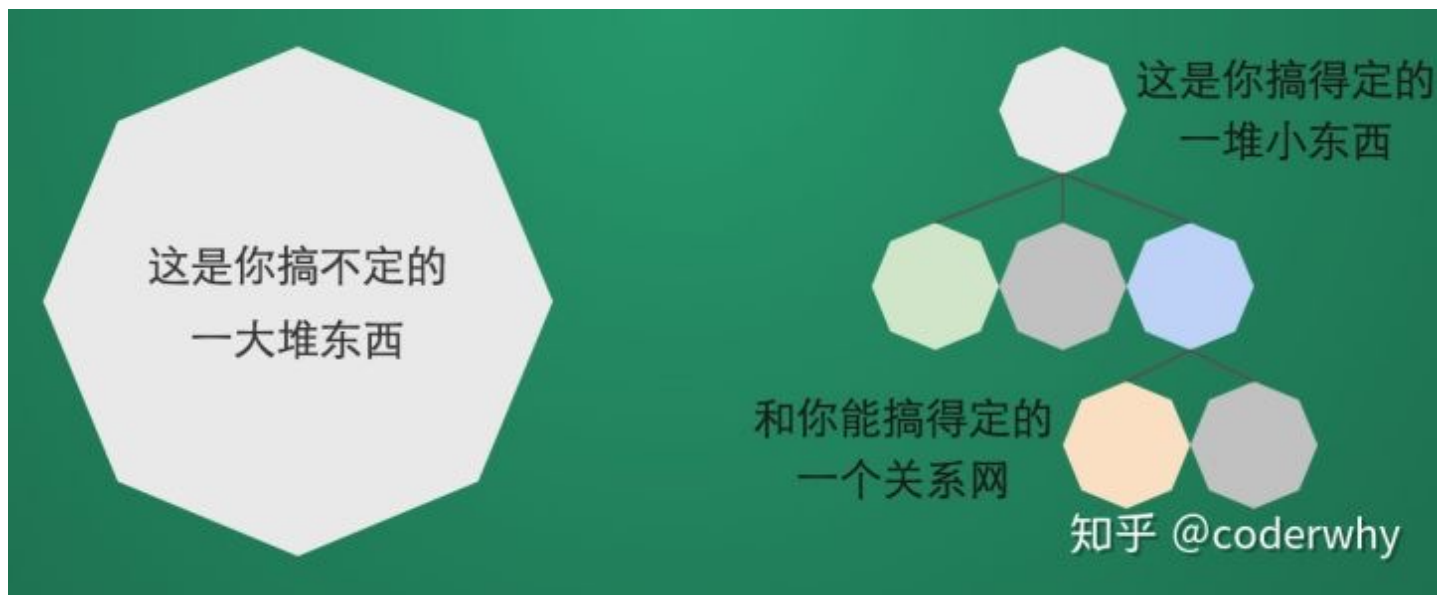 这是你搞不定的
一大堆东西
这是你搞得定的
一堆小东西
和你能搞得定的
一个关系网
知乎 @coderwhy